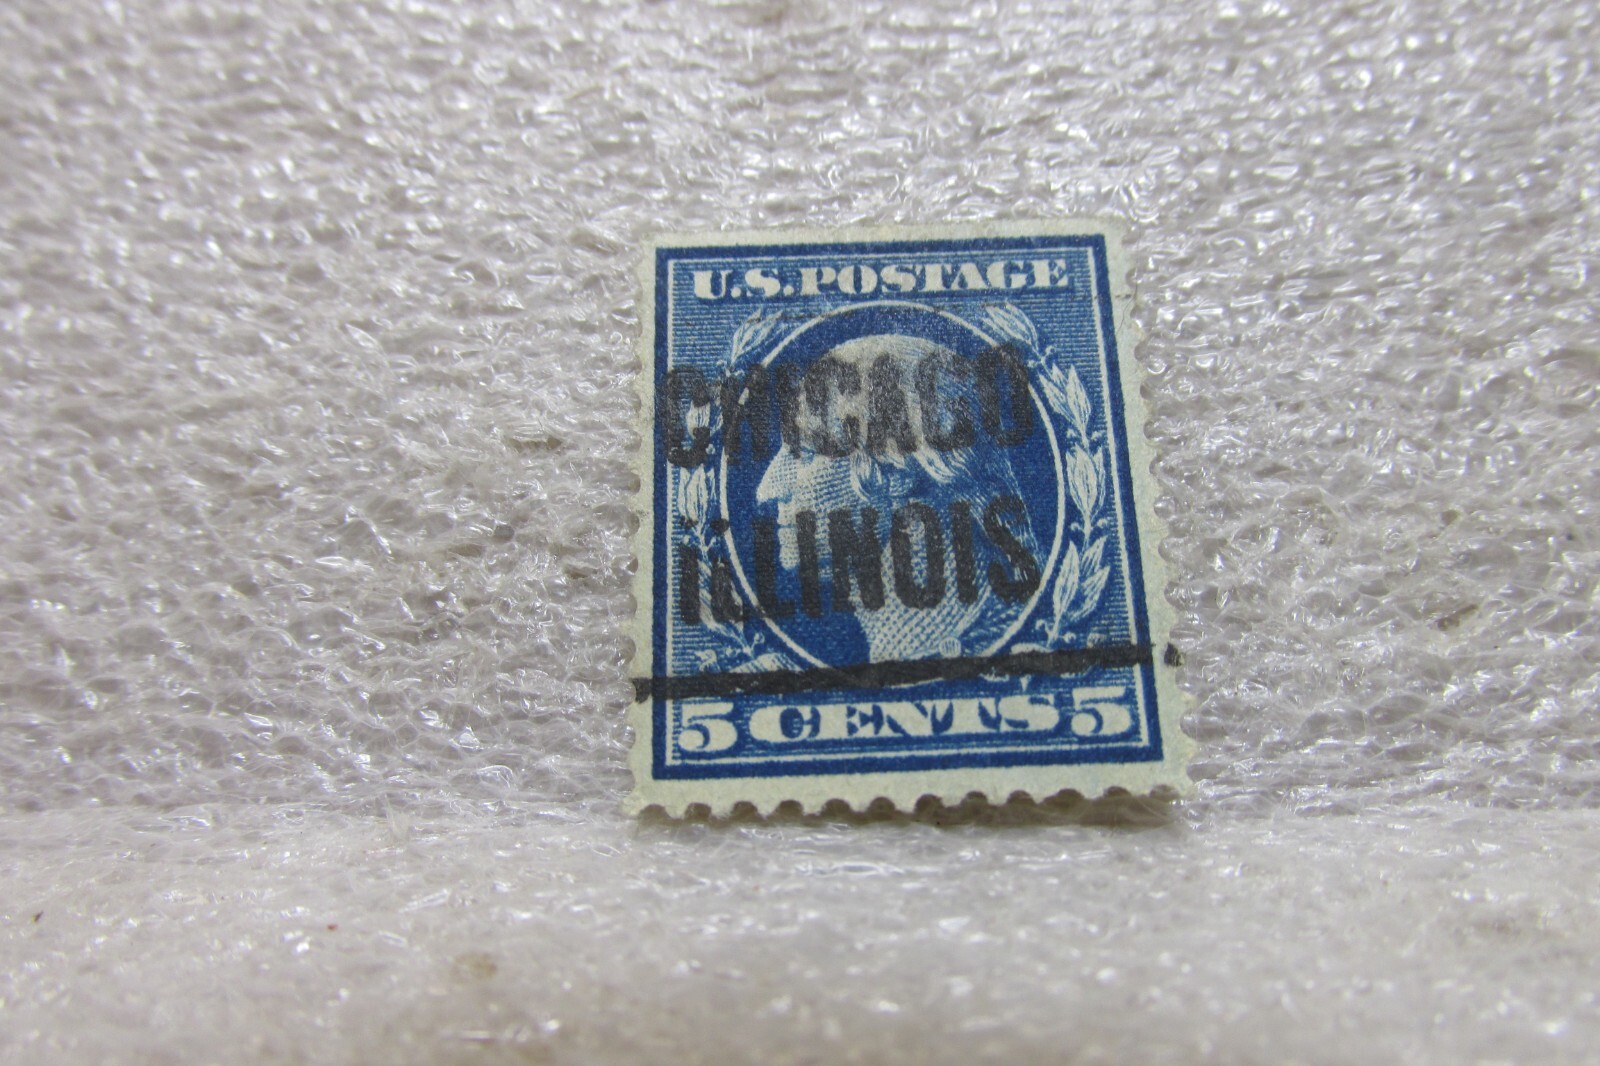 U.S.POSTAGE
CHICAGO
ILLINOIS
5 CENTS 5